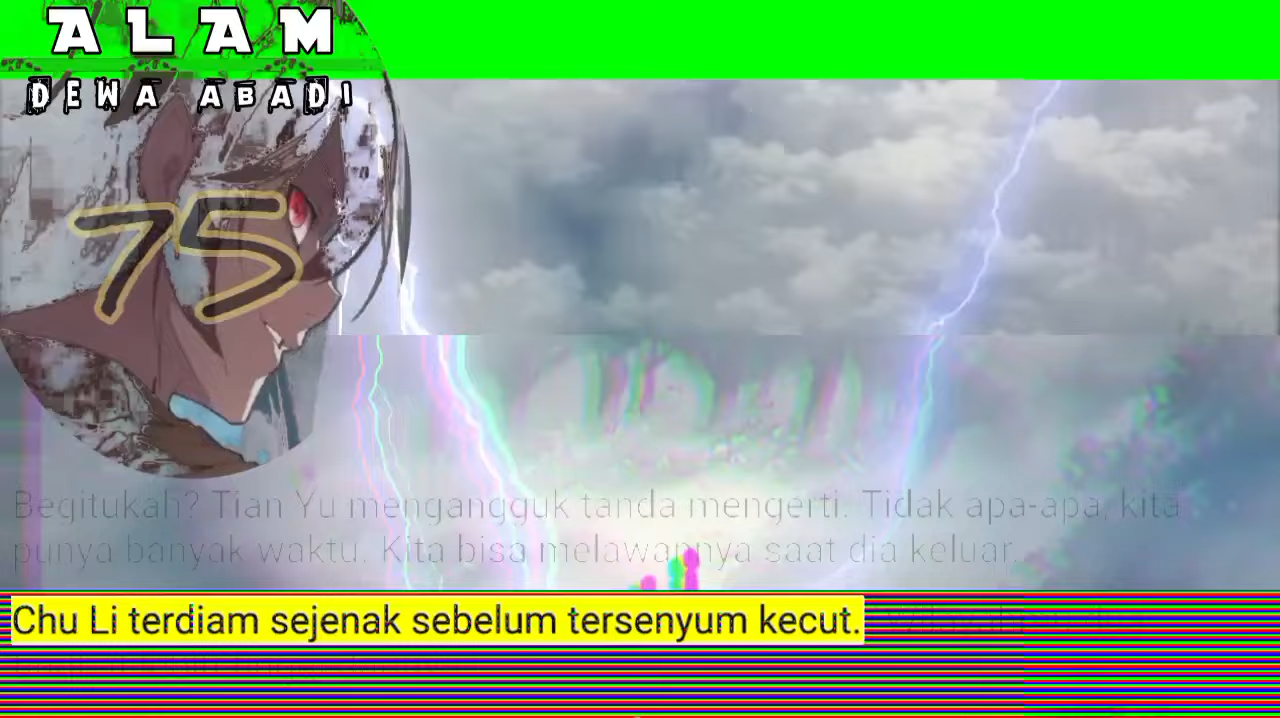 ALAM
DEWA ABADI
75
Begitukah? Tian Yu mengangguk tanda mengerti. Tidak apa-apa, kita
punya banyak waktu. Kita bisa melawannya saat dia keluar.
Chu Li terdiam sejenak sebelum tersenyum kecut.